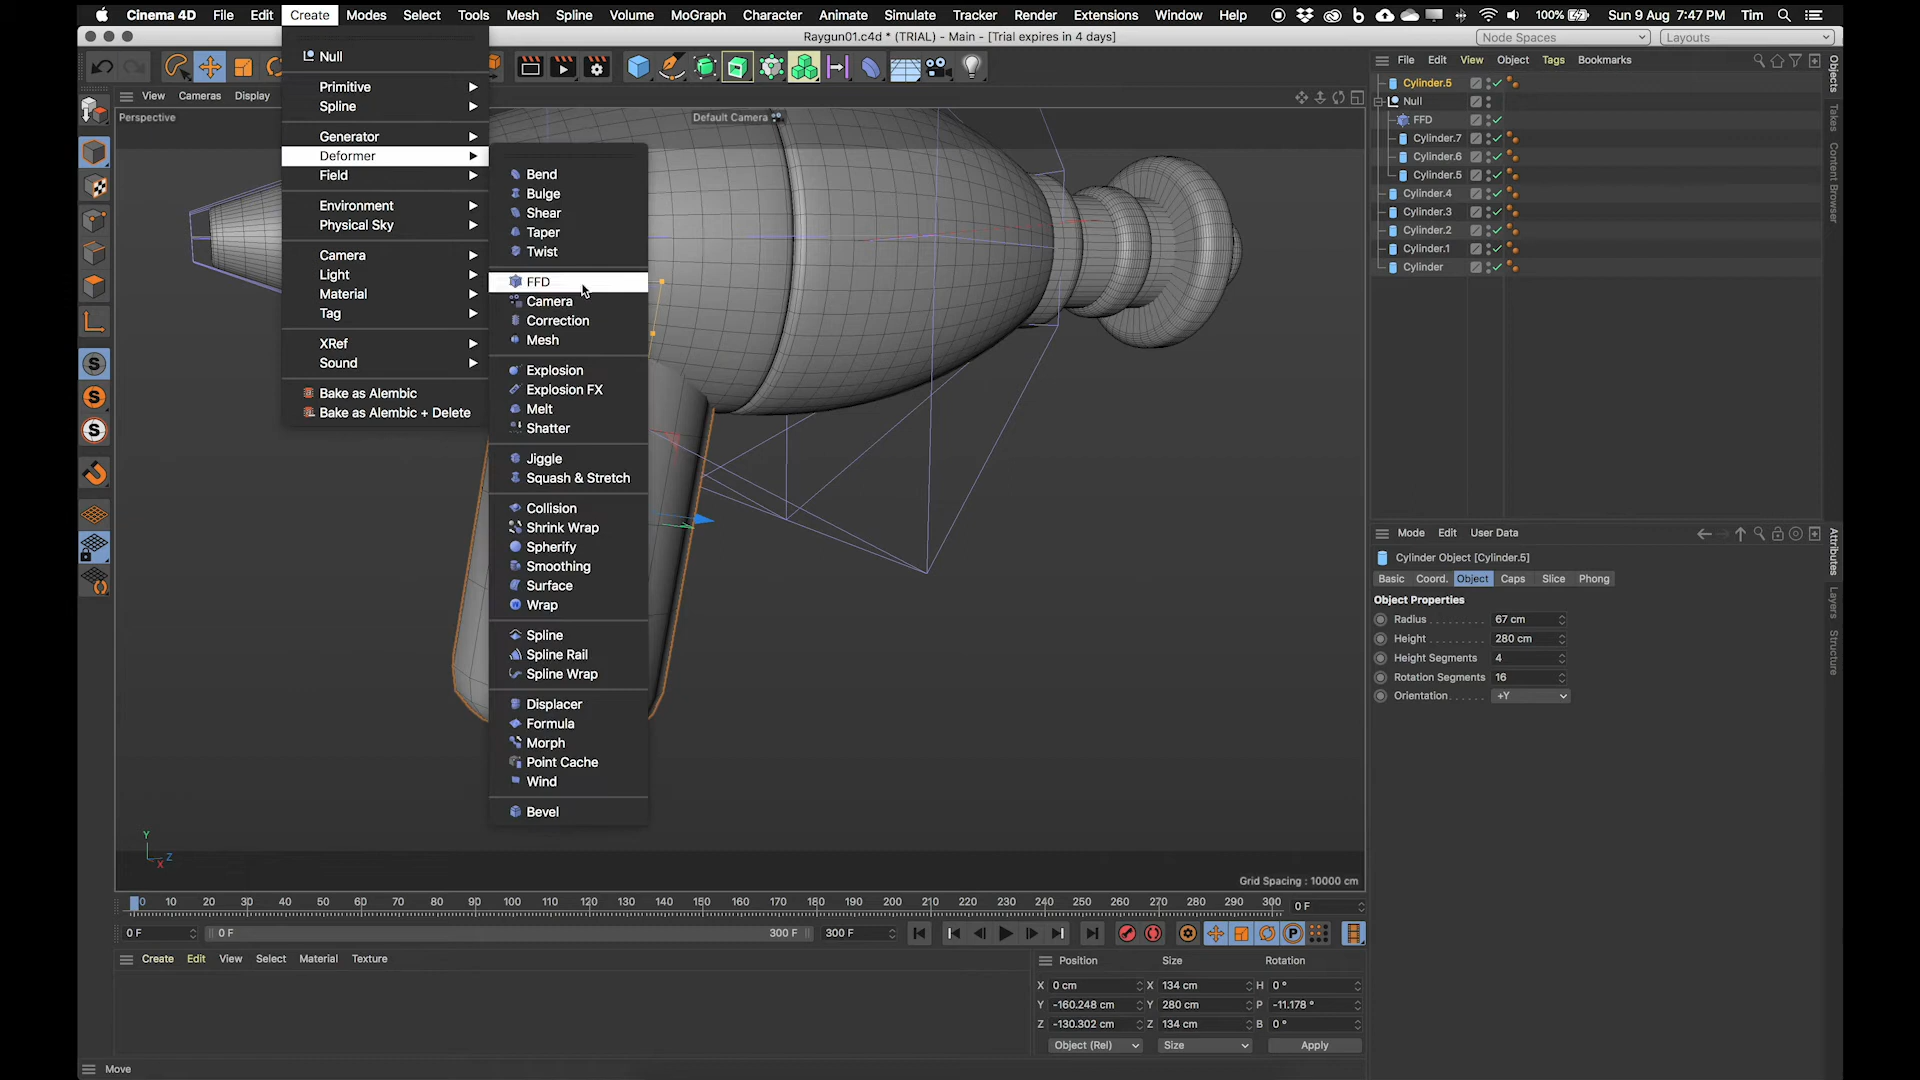 Cinema 4D File Edit Create Modes Select Tools Mesh Spline Volume MoGraph Character Animate Simulate Tracker Render Extensions Window Help 100% Sun 9 Aug 7:47 PM Tim
Raygun01.c4d * (TRIAL) - Main - [Trial expires in 4 days]
Node Spaces
Layouts
View Cameras Display
Perspective
Default Camera
Null
Primitive
Spline
Generator
Deformer
Field
Environment
Physical Sky
Camera
Light
Material
Tag
XRef
Sound
Bake as Alembic
Bake as Alembic + Delete
Bend
Bulge
Shear
Taper
Twist
FFD
Camera
Correction
Mesh
Explosion
Explosion FX
Melt
Shatter
Jiggle
Squash & Stretch
Collision
Shrink Wrap
Spherify
Smoothing
Surface
Wrap
Spline
Spline Rail
Spline Wrap
Displacer
Formula
Morph
Point Cache
Wind
Bevel
Y
Z
X
Grid Spacing : 10000 cm
File Edit View Object Tags Bookmarks
Cylinder.5
Null
FFD
Cylinder.7
Cylinder.6
Cylinder.5
Cylinder.4
Cylinder.3
Cylinder.2
Cylinder.1
Cylinder
Objects
Takes
Content Browser
Attributes
Layers
Structure
Mode Edit User Data
Cylinder Object [Cylinder.5]
Basic Coord. Object Caps Slice Phong
Object Properties
Radius . . . . . . . . 67 cm
Height . . . . . . . . 280 cm
Height Segments 4
Rotation Segments 16
Orientation . . . . . . +Y
0 10 20 30 40 50 60 70 80 90 100 110 120 130 140 150 160 170 180 190 200 210 220 230 240 250 260 270 280 290 300 0 F
0 F 0 F 300 F 300 F
Create Edit View Select Material Texture
Position Size Rotation
X 0 cm X 134 cm H 0 °
Y -160.248 cm Y 280 cm P -11.178 °
Z -130.302 cm Z 134 cm B 0 °
Object (Rel) Size Apply
Move